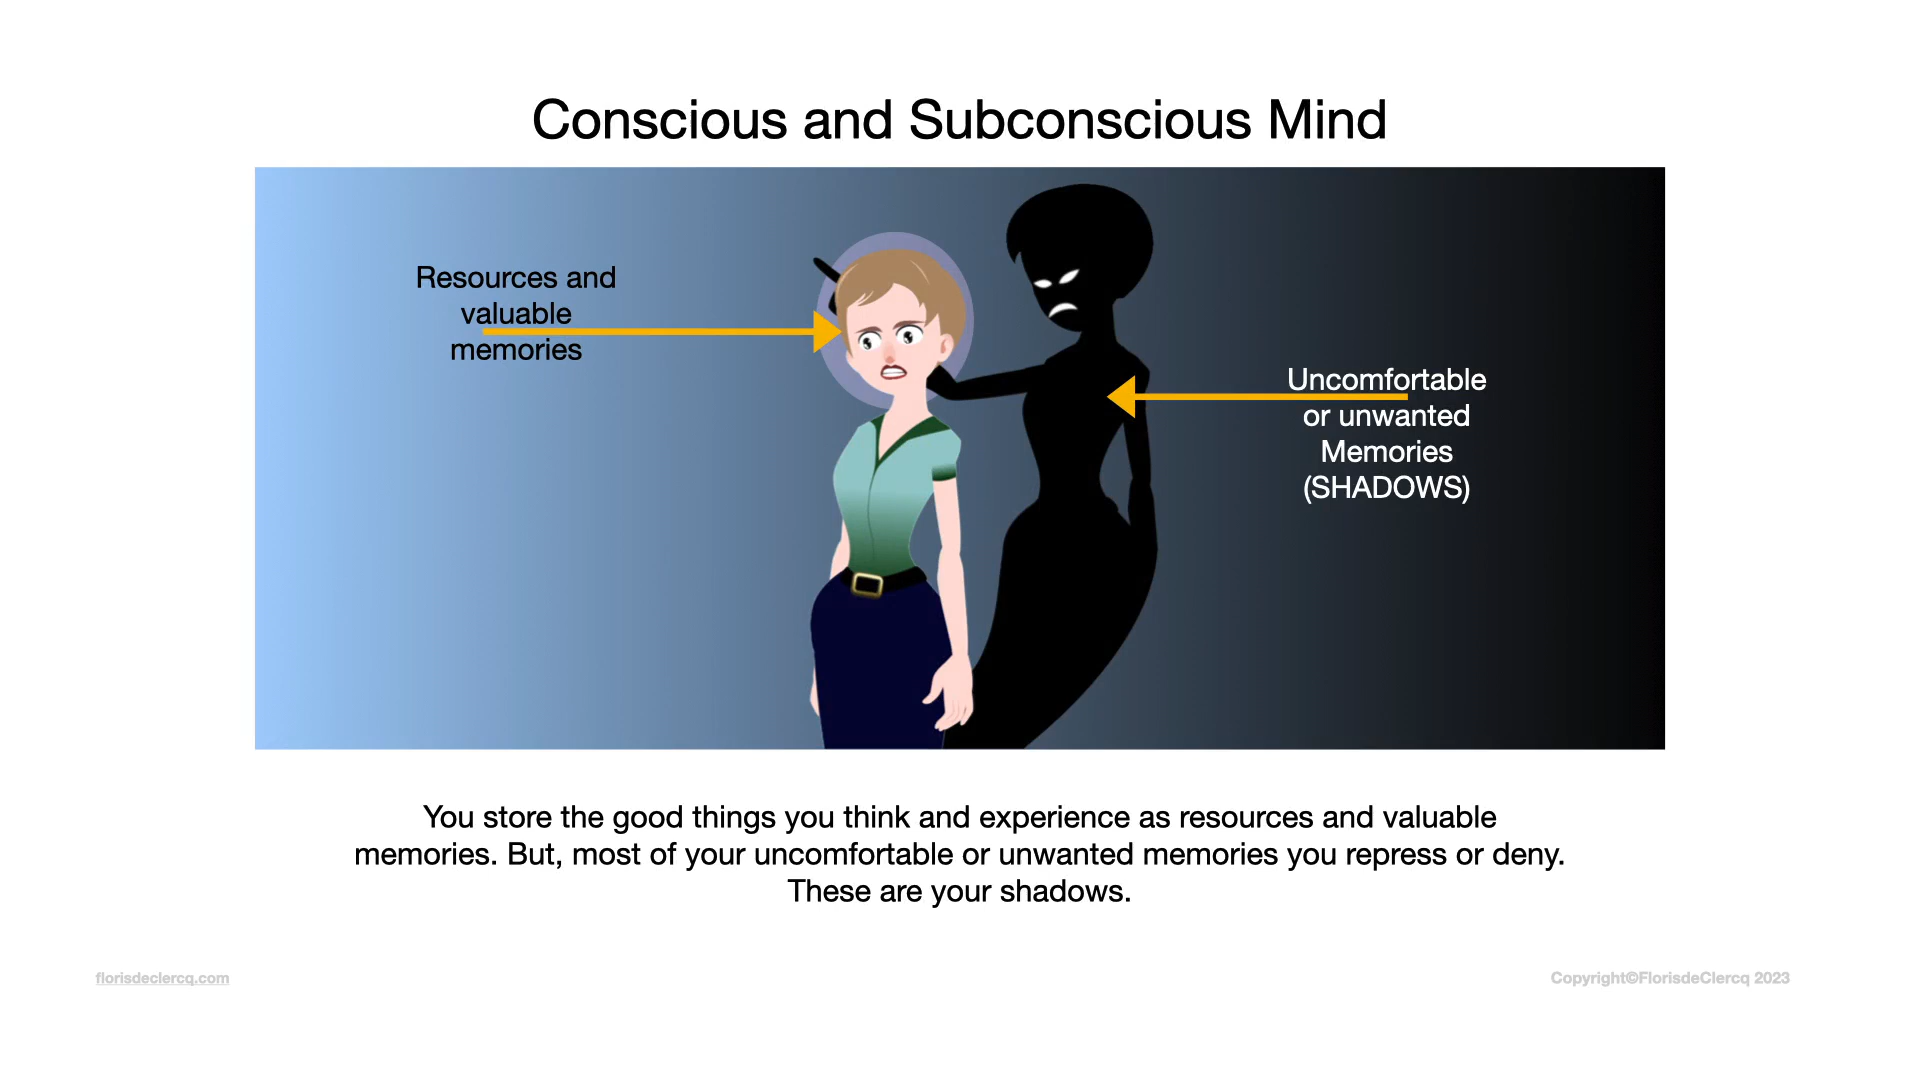 Conscious and Subconscious Mind
Resources and
valuable
memories
Uncomfortable
or unwanted
Memories
(SHADOWS)
You store the good things you think and experience as resources and valuable
memories. But, most of your uncomfortable or unwanted memories you repress or deny.
These are your shadows.
florisdeclercq.com
Copyright©FlorisdeClercq 2023